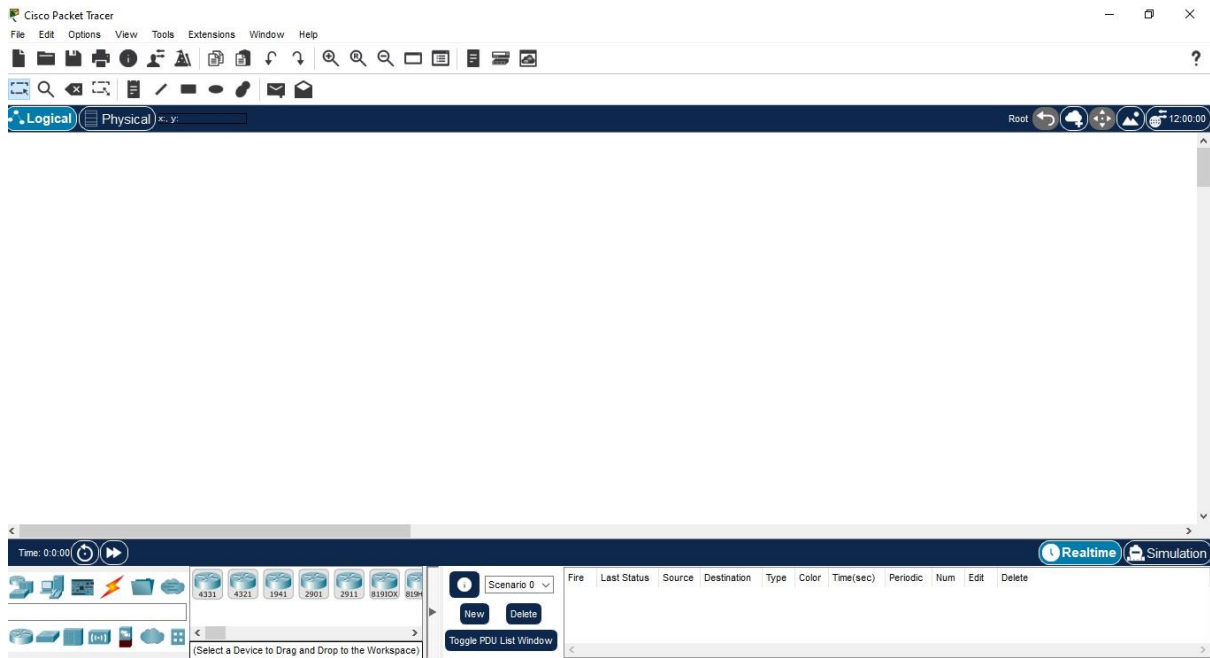 Cisco Packet Tracer
File Edit Options View Tools Extensions Window Help
?
Logical Physical x:, y: Root 12:00:00
Time: 0:0:00 Realtime Simulation
4331 4321 1941 2901 2911 819IOX 819H
Scenario 0 Fire Last Status Source Destination Type Color Time(sec) Periodic Num Edit Delete
New Delete
Toggle PDU List Window
(Select a Device to Drag and Drop to the Workspace)